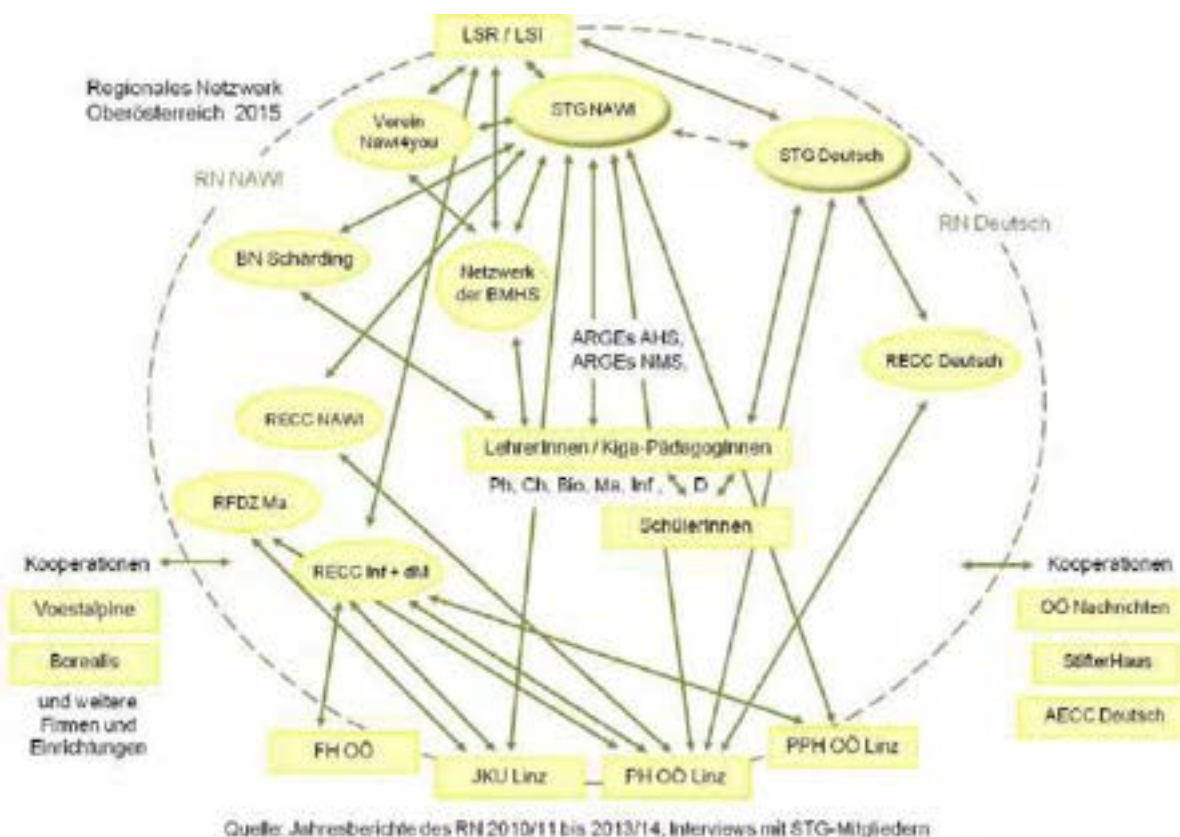 LSR / LSI
Regionales Netzwerk
Oberösterreich 2015
STG NAWI
Verein
Nawi4you
STG Deutsch
RN NAWI
RN Deutsch
BN Schärding
Netzwerk
der BMHS
ARGEs AHS,
ARGEs NMS,
RECC Deutsch
RECC NAWI
LehrerInnen / Kiga-PädagogInnen
Ph, Ch, Bio, Ma, Inf , D
RFDZ Ma
SchülerInnen
Kooperationen
RECC Inf + dM
Kooperationen
Voestalpine
OÖ Nachrichten
Borealis
StifterHaus
und weitere
Firmen und
Einrichtungen
AECC Deutsch
FH OÖ
JKU Linz
PH OÖ Linz
PPH OÖ Linz
Quelle: Jahresberichte des RN 2010/11 bis 2013/14, Interviews mit STG-Mitgliedern